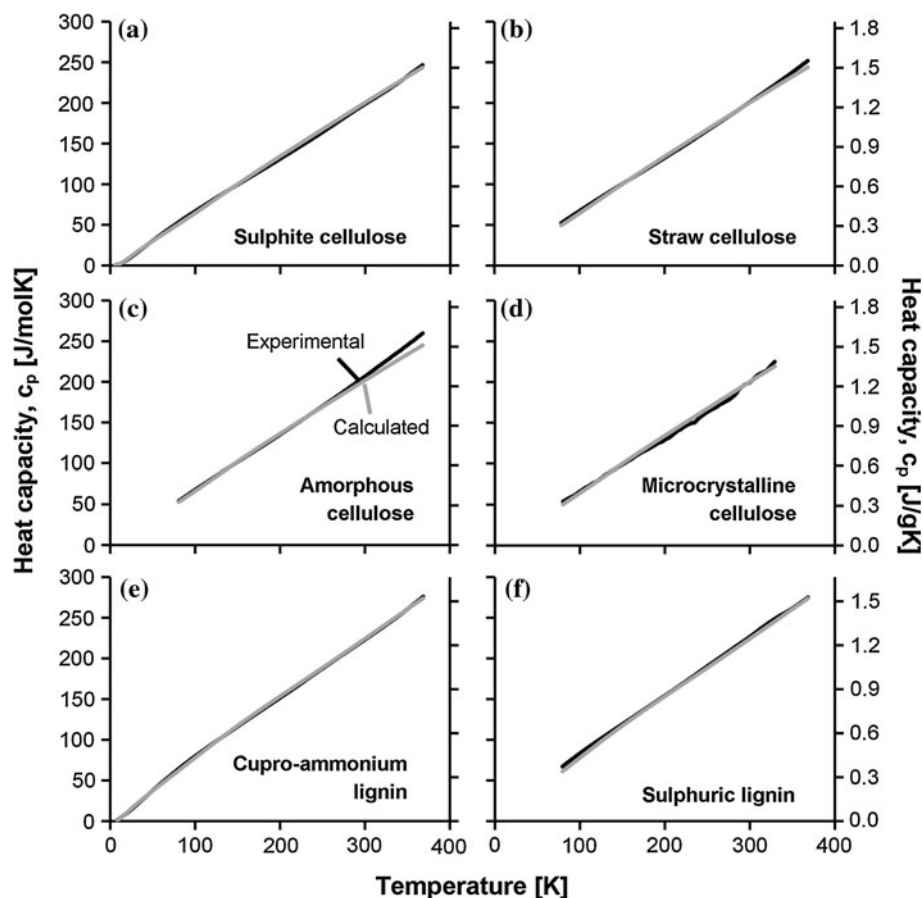 (a)
300
250
200
150
100
50
0
Sulphite cellulose
(b)
1.8
1.5
1.2
0.9
0.6
0.3
0.0
Straw cellulose
(c)
300
250
200
150
100
50
0
Experimental
Calculated
Amorphous
cellulose
(d)
1.8
1.5
1.2
0.9
0.6
0.3
0.0
Microcrystalline
cellulose
(e)
300
250
200
150
100
50
0
Cupro-ammonium
lignin
0 100 200 300 400
(f)
1.5
1.2
0.9
0.6
0.3
0.0
Sulphuric lignin
100 200 300 400
Heat capacity, cp [J/molK]
Heat capacity, cp [J/gK]
Temperature [K]